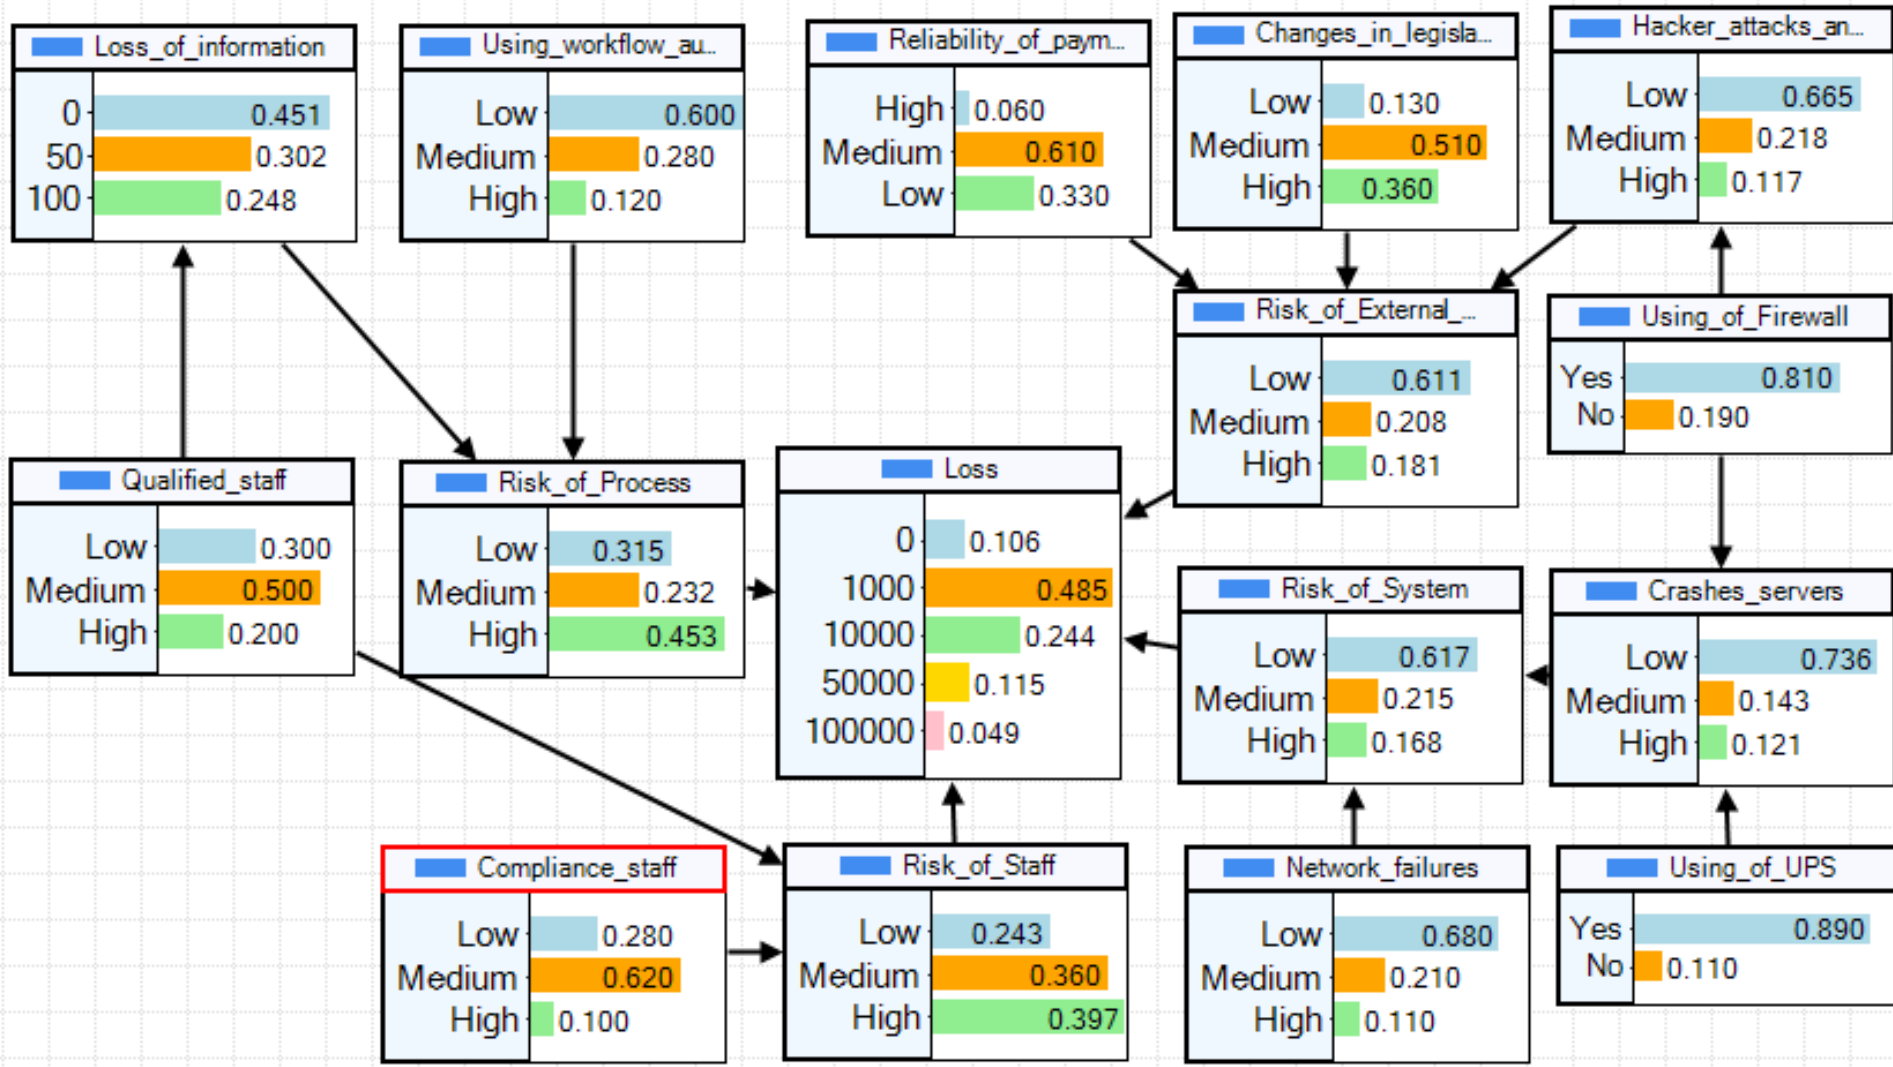 Loss_of_information
0 0.451
50 0.302
100 0.248
Using_workflow_au...
Low 0.600
Medium 0.280
High 0.120
Reliability_of_paym...
High 0.060
Medium 0.610
Low 0.330
Changes_in_legisla...
Low 0.130
Medium 0.510
High 0.360
Hacker_attacks_an...
Low 0.665
Medium 0.218
High 0.117
Risk_of_External_...
Low 0.611
Medium 0.208
High 0.181
Using_of_Firewall
Yes 0.810
No 0.190
Qualified_staff
Low 0.300
Medium 0.500
High 0.200
Risk_of_Process
Low 0.315
Medium 0.232
High 0.453
Loss
0 0.106
1000 0.485
10000 0.244
50000 0.115
100000 0.049
Risk_of_System
Low 0.617
Medium 0.215
High 0.168
Crashes_servers
Low 0.736
Medium 0.143
High 0.121
Compliance_staff
Low 0.280
Medium 0.620
High 0.100
Risk_of_Staff
Low 0.243
Medium 0.360
High 0.397
Network_failures
Low 0.680
Medium 0.210
High 0.110
Using_of_UPS
Yes 0.890
No 0.110